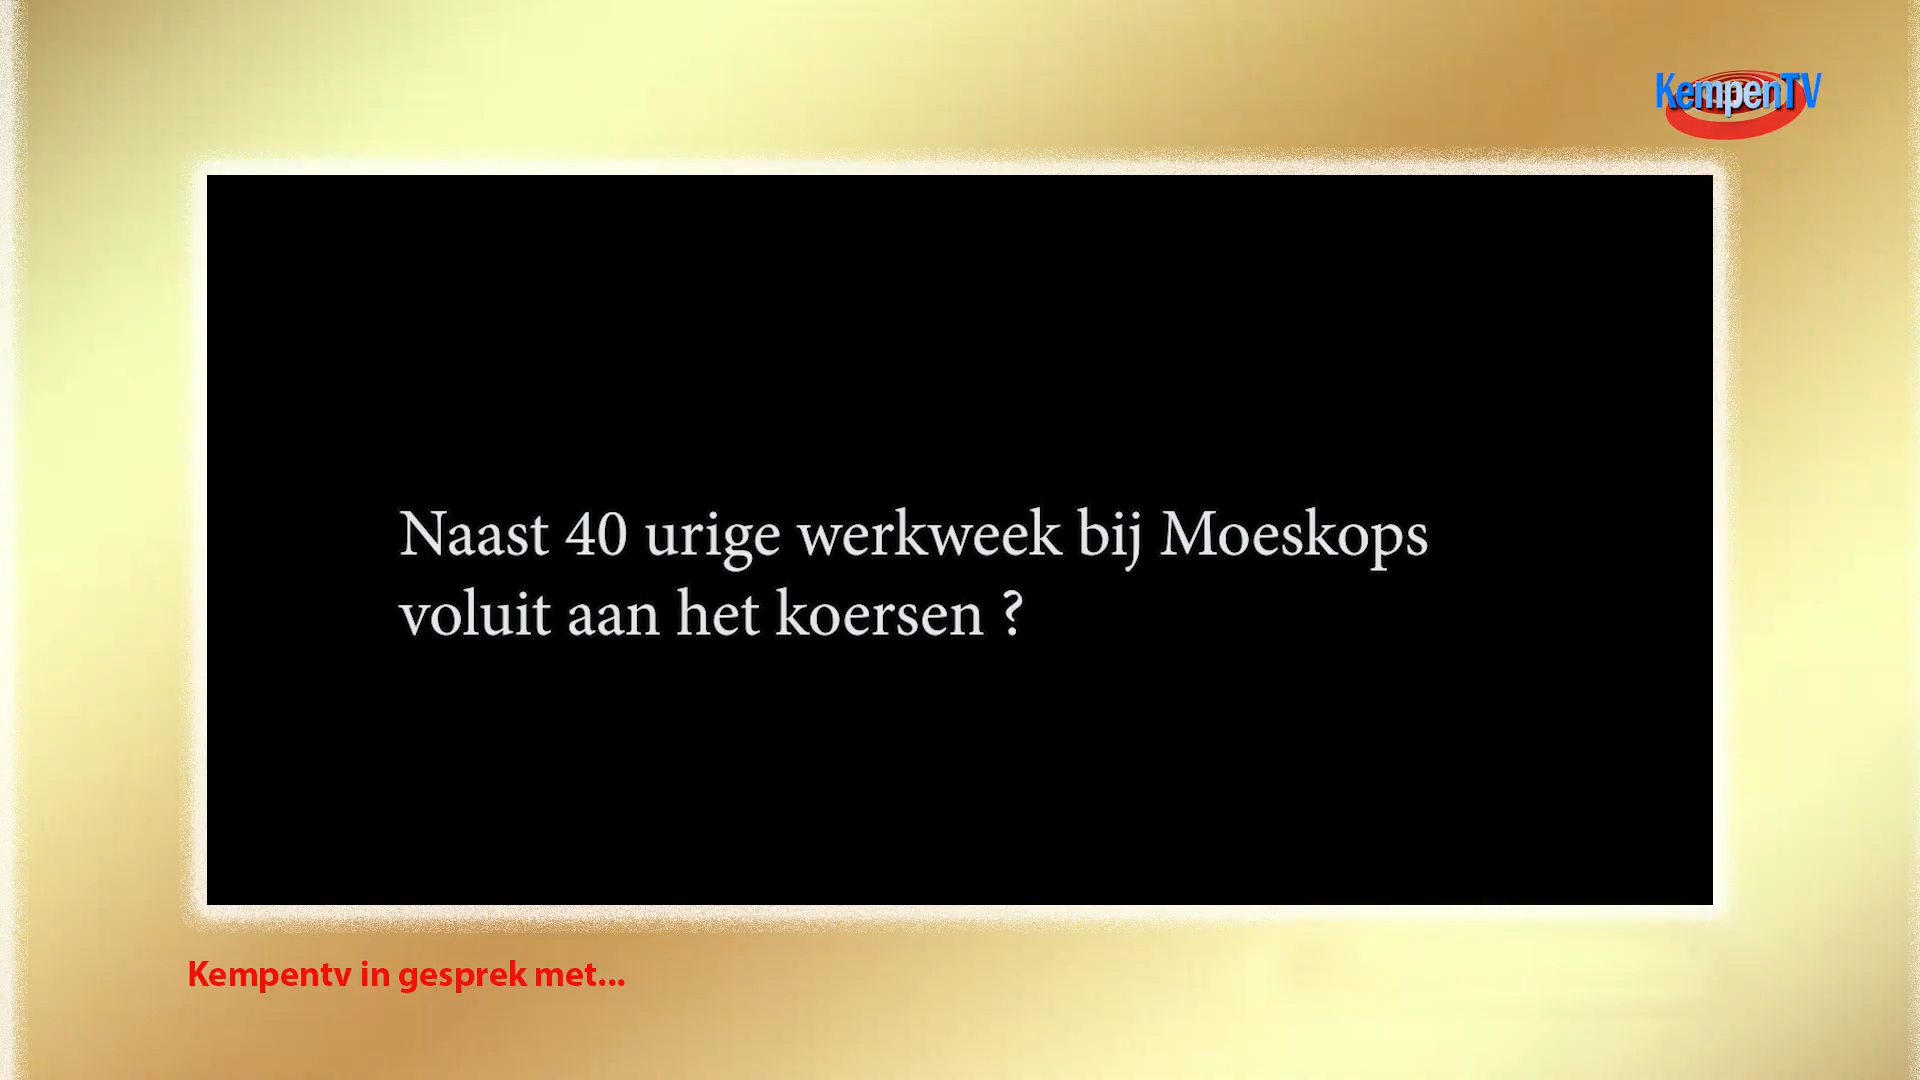 KempenTV
Naast 40 urige werkweek bij Moeskops
voluit aan het koersen ?
Kempentv in gesprek met...